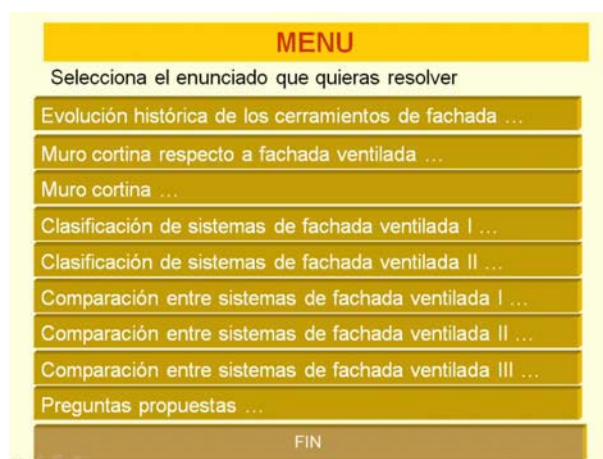 MENU
Selecciona el enunciado que quieras resolver
Evolución histórica de los cerramientos de fachada ...
Muro cortina respecto a fachada ventilada ...
Muro cortina ...
Clasificación de sistemas de fachada ventilada I ...
Clasificación de sistemas de fachada ventilada II ...
Comparación entre sistemas de fachada ventilada I ...
Comparación entre sistemas de fachada ventilada II ...
Comparación entre sistemas de fachada ventilada III ...
Preguntas propuestas ...
FIN